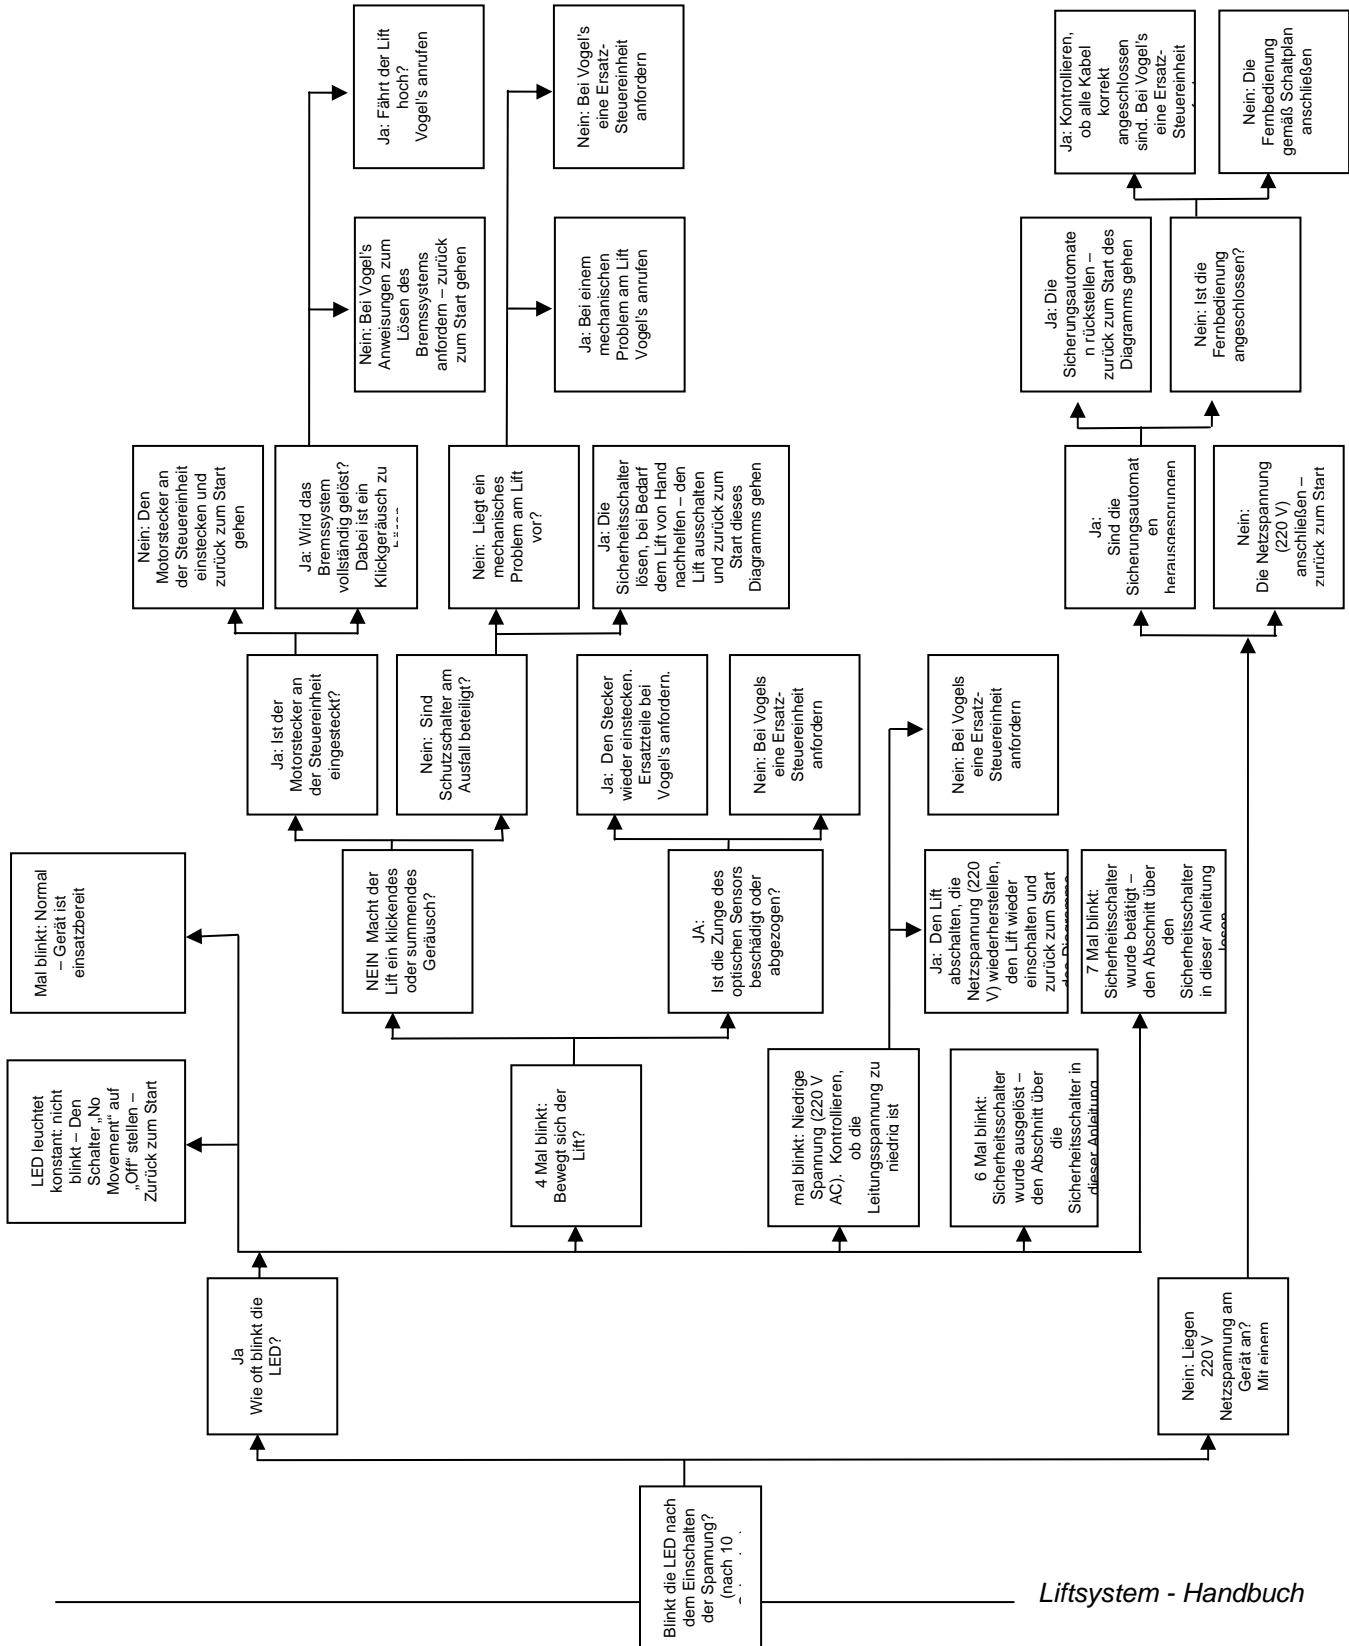 Blinkt die LED nach
dem Einschalten
der Spannung?
(nach 10
Ja
Wie oft blinkt die
LED?
Nein: Liegen
220 V
Netzspannung am
Gerät an?
Mit einem
LED leuchtet
konstant: nicht
blinkt – Den
Schalter „No
Movement“ auf
„Off“ stellen –
Zurück zum Start
Mal blinkt: Normal
– Gerät ist
einsatzbereit
4 Mal blinkt:
Bewegt sich der
Lift?
mal blinkt: Niedrige
Spannung (220 V
AC). Kontrollieren,
ob die
Leitungsspannung zu
niedrig ist
6 Mal blinkt:
Sicherheitsschalter
wurde ausgelöst –
den Abschnitt über
die
Sicherheitsschalter in
dieser Anleitung
7 Mal blinkt:
Sicherheitsschalter
wurde betätigt –
den Abschnitt über
den
Sicherheitsschalter
in dieser Anleitung
lesen
NEIN Macht der
Lift ein klickendes
oder summendes
Geräusch?
JA:
Ist die Zunge des
optischen Sensors
beschädigt oder
abgezogen?
Ja: Den Lift
abschalten, die
Netzspannung (220
V) wiederherstellen,
den Lift wieder
einschalten und
zurück zum Start
des Diagramms
Nein: Bei Vogels
eine Ersatz-
Steuereinheit
anfordern
Ja: Ist der
Motorstecker an
der Steuereinheit
eingesteckt?
Nein: Sind
Schutzschalter am
Ausfall beteiligt?
Ja: Den Stecker
wieder einstecken.
Ersatzteile bei
Vogel's anfordern.
Nein: Bei Vogels
eine Ersatz-
Steuereinheit
anfordern
Nein: Den
Motorstecker an
der Steuereinheit
einstecken und
zurück zum Start
gehen
Ja: Wird das
Bremssystem
vollständig gelöst?
Dabei ist ein
Klickgeräusch zu
Nein: Liegt ein
mechanisches
Problem am Lift
vor?
Ja: Die
Sicherheitsschalter
lösen, bei Bedarf
dem Lift von Hand
nachhelfen – den
Lift ausschalten
und zurück zum
Start dieses
Diagramms gehen
Ja:
Sind die
Sicherungsautomat
en
herausgesprungen
Nein:
Die Netzspannung
(220 V)
anschließen –
zurück zum Start
Nein: Bei Vogel's
Anweisungen zum
Lösen des
Bremssystems
anfordern – zurück
zum Start gehen
Ja: Fährt der Lift
hoch?
Vogel's anrufen
Ja: Bei einem
mechanischen
Problem am Lift
Vogel's anrufen
Nein: Bei Vogel's
eine Ersatz-
Steuereinheit
anfordern
Ja: Die
Sicherungsautomate
n rückstellen –
zurück zum Start des
Diagramms gehen
Nein: Ist die
Fernbedienung
angeschlossen?
Ja: Kontrollieren,
ob alle Kabel
korrekt
angeschlossen
sind. Bei Vogel's
eine Ersatz-
Steuereinheit
Nein: Die
Fernbedienung
gemäß Schaltplan
anschließen
Liftsystem - Handbuch